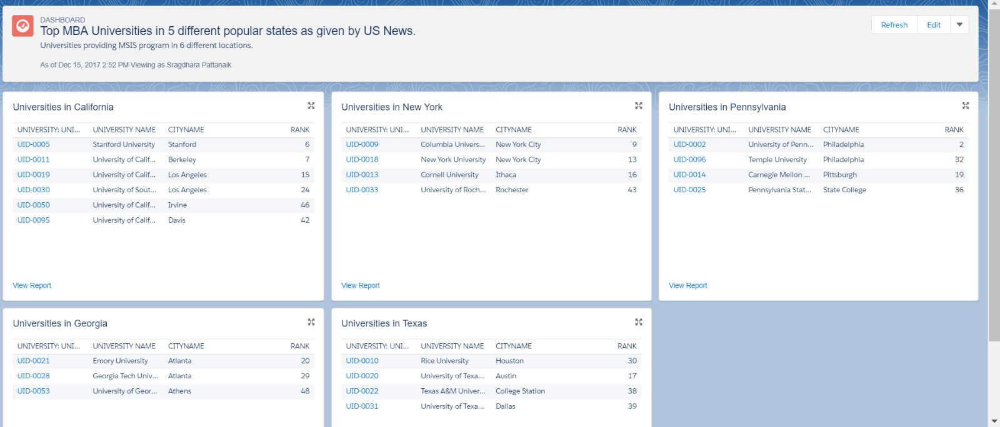 DASHBOARD
Top MBA Universities in 5 different popular states as given by US News.
Universities providing MSIS program in 6 different locations.
As of Dec 15, 2017 2:52 PM·Viewing as Sragdhara Pattanaik
Refresh Edit
Universities in California
UNIVERSITY: UNI... UNIVERSITY NAME CITYNAME RANK
UID-0005 Stanford University Stanford 6
UID-0011 University of Calif... Berkeley 7
UID-0019 University of Calif... Los Angeles 15
UID-0030 University of Sout... Los Angeles 24
UID-0050 University of Calif... Irvine 46
UID-0095 University of Calif... Davis 42
View Report
Universities in New York
UNIVERSITY: UNI... UNIVERSITY NAME CITYNAME RANK
UID-0009 Columbia Univers... New York City 9
UID-0018 New York University New York City 13
UID-0013 Cornell University Ithaca 16
UID-0033 University of Roch... Rochester 43
View Report
Universities in Pennsylvania
UNIVERSITY: UNI... UNIVERSITY NAME CITYNAME RANK
UID-0002 University of Penn... Philadelphia 2
UID-0096 Temple University Philadelphia 32
UID-0014 Carnegie Mellon ... Pittsburgh 19
UID-0025 Pennsylvania Stat... State College 36
View Report
Universities in Georgia
UNIVERSITY: UNI... UNIVERSITY NAME CITYNAME RANK
UID-0021 Emory University Atlanta 20
UID-0028 Georgia Tech Univ... Atlanta 29
UID-0053 University of Geor... Athens 48
Universities in Texas
UNIVERSITY: UNI... UNIVERSITY NAME CITYNAME RANK
UID-0010 Rice University Houston 30
UID-0020 University of Texa... Austin 17
UID-0022 Texas A&M Univer... College Station 38
UID-0031 University of Texa... Dallas 39